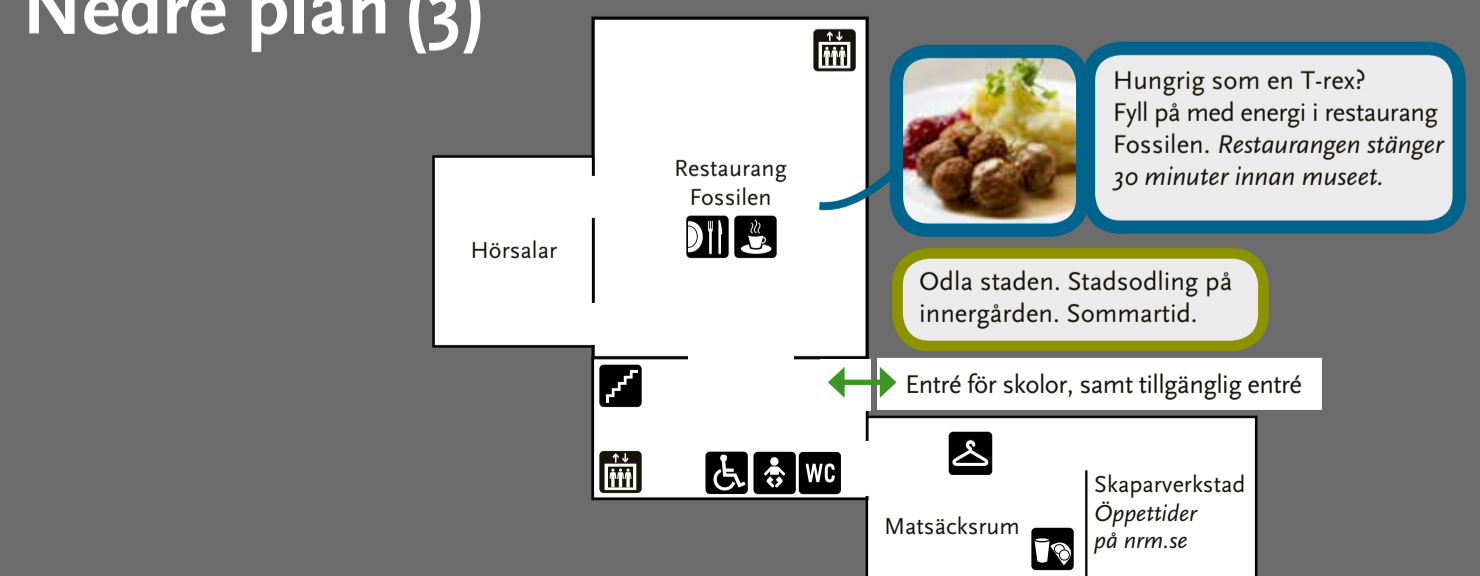 Nedre plan (3)
Hungrig som en T-rex?
Fyll på med energi i restaurang
Fossilen. Restaurangen stänger
30 minuter innan museet.
Restaurang
Fossilen
Hörsalar
Odla staden. Stadsodling på
innergården. Sommartid.
Entré för skolor, samt tillgänglig entré
WC
Skaparverkstad
Öppettider
på nrm.se
Matsäcksrum